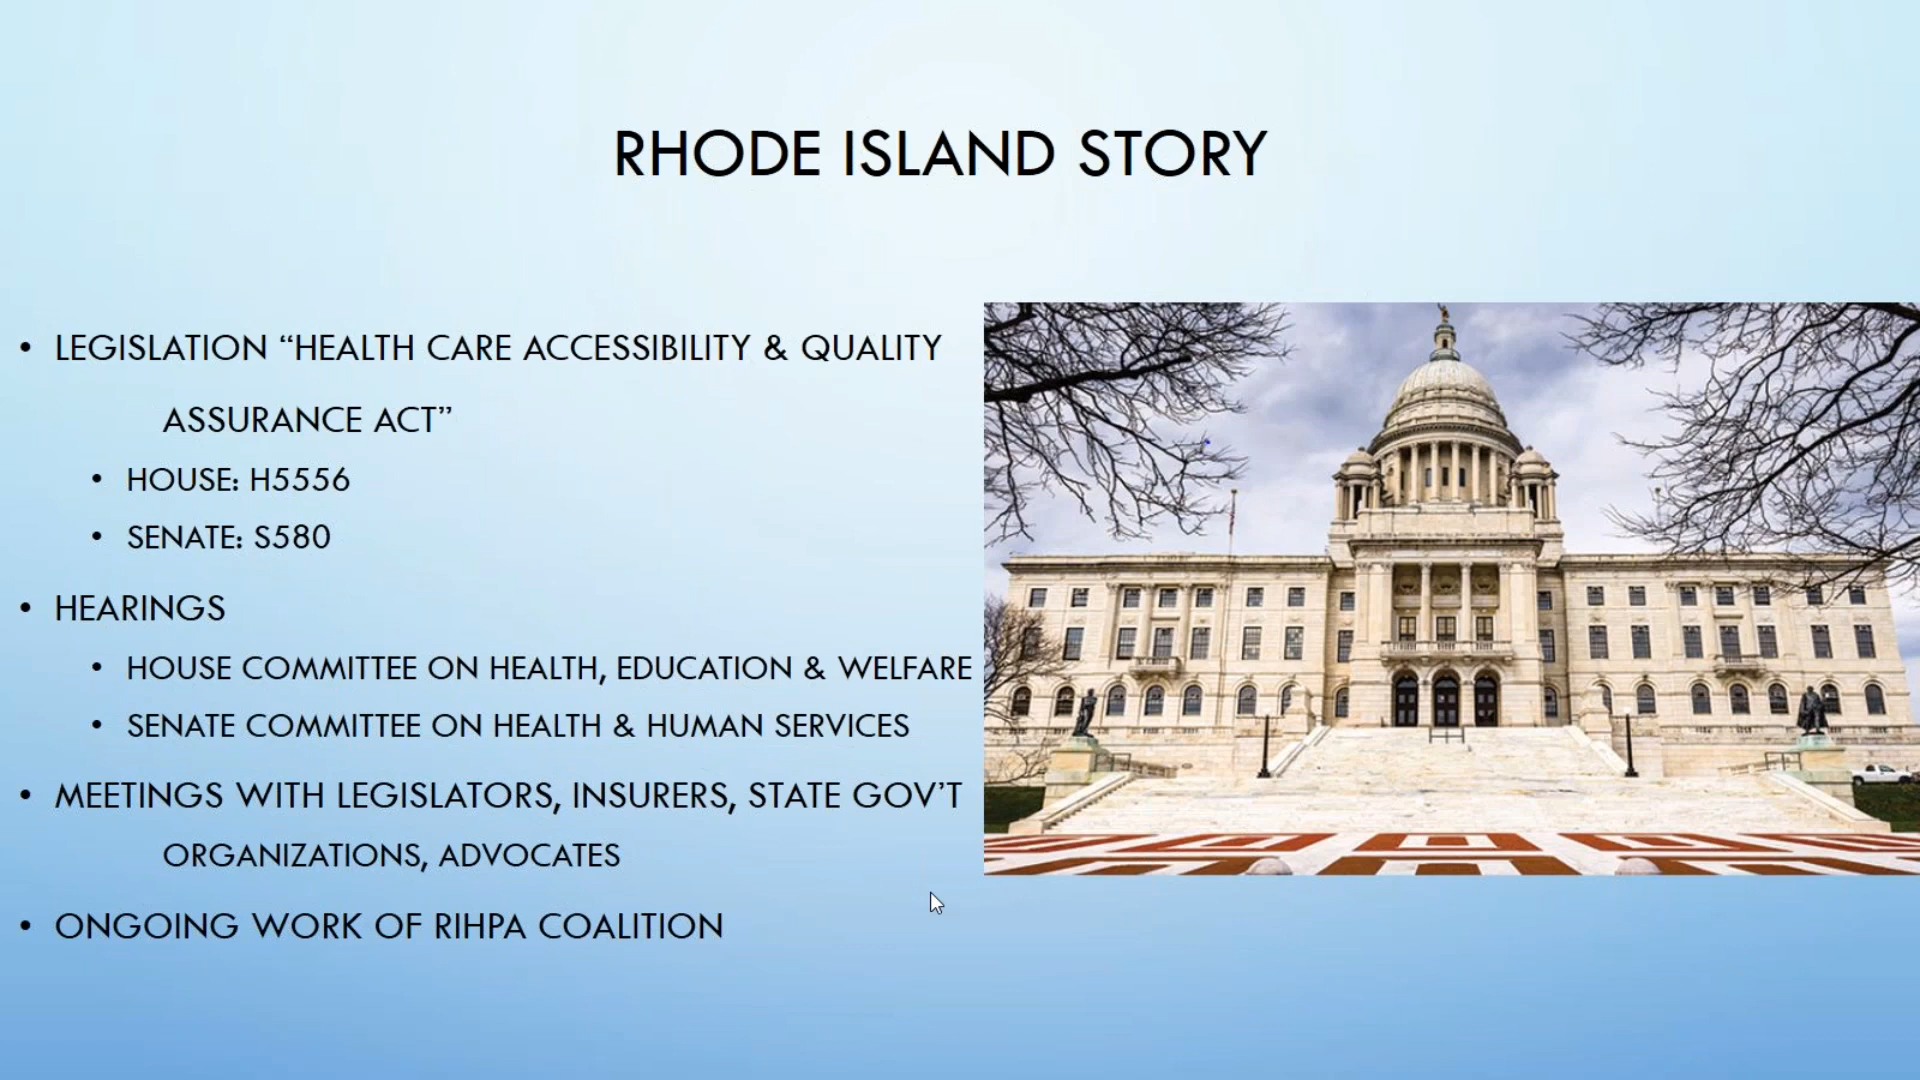 RHODE ISLAND STORY
• LEGISLATION “HEALTH CARE ACCESSIBILITY & QUALITY
ASSURANCE ACT”
• HOUSE: H5556
• SENATE: S580
• HEARINGS
• HOUSE COMMITTEE ON HEALTH, EDUCATION & WELFARE
• SENATE COMMITTEE ON HEALTH & HUMAN SERVICES
• MEETINGS WITH LEGISLATORS, INSURERS, STATE GOV’T
ORGANIZATIONS, ADVOCATES
• ONGOING WORK OF RIHPA COALITION